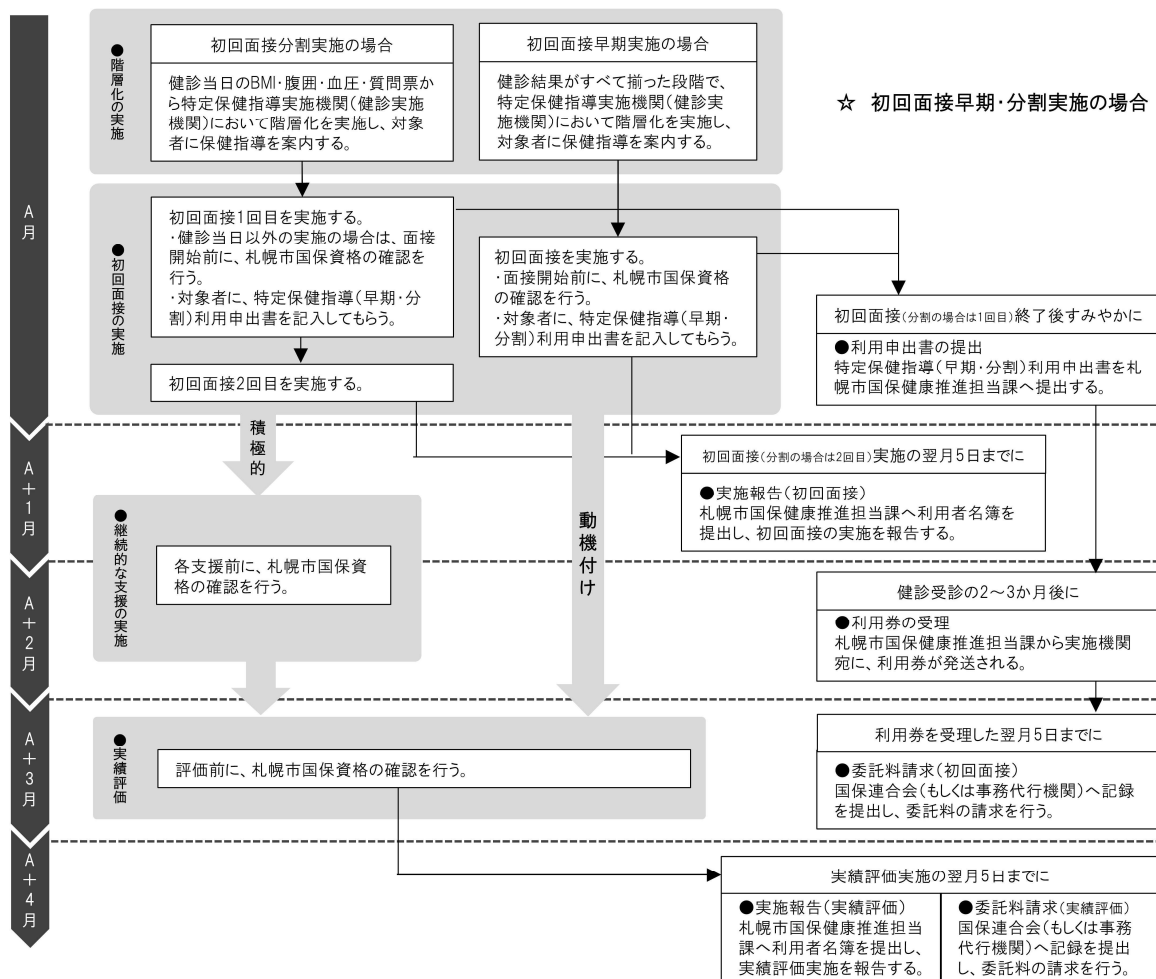 ☆ 初回面接早期・分割実施の場合
A月
A+1月
A+2月
A+3月
A+4月
●階層化の実施
初回面接分割実施の場合
健診当日のBMI・腹囲・血圧・質問票か
ら特定保健指導実施機関(健診実施
機関)において階層化を実施し、対象
者に保健指導を案内する。
初回面接早期実施の場合
健診結果がすべて揃った段階で、
特定保健指導実施機関(健診実
施機関)において階層化を実施し、
対象者に保健指導を案内する。
●初回面接の実施
初回面接1回目を実施する。
・健診当日以外の実施の場合は、面接
開始前に、札幌市国保資格の確認を
行う。
・対象者に、特定保健指導(早期・分
割)利用申出書を記入してもらう。
初回面接2回目を実施する。
初回面接を実施する。
・面接開始前に、札幌市国保資格
の確認を行う。
・対象者に、特定保健指導(早期・
分割)利用申出書を記入してもらう。
初回面接(分割の場合は1回目)終了後すみやかに
●利用申出書の提出
特定保健指導(早期・分割)利用申出書を札
幌市国保健康推進担当課へ提出する。
積極的
動機付け
初回面接(分割の場合は2回目)実施の翌月5日までに
●実施報告(初回面接)
札幌市国保健康推進担当課へ利用者名簿を
提出し、初回面接の実施を報告する。
●継続的な支援の実施
各支援前に、札幌市国保資
格の確認を行う。
健診受診の2～3か月後に
●利用券の受理
札幌市国保健康推進担当課から実施機関
宛に、利用券が発送される。
●実績評価
評価前に、札幌市国保資格の確認を行う。
利用券を受理した翌月5日までに
●委託料請求(初回面接)
国保連合会(もしくは事務代行機関)へ記録
を提出し、委託料の請求を行う。
実績評価実施の翌月5日までに
●実施報告(実績評価)
札幌市国保健康推進担当
課へ利用者名簿を提出し、
実績評価実施を報告する。
●委託料請求(実績評価)
国保連合会(もしくは事務
代行機関)へ記録を提出
し、委託料の請求を行う。